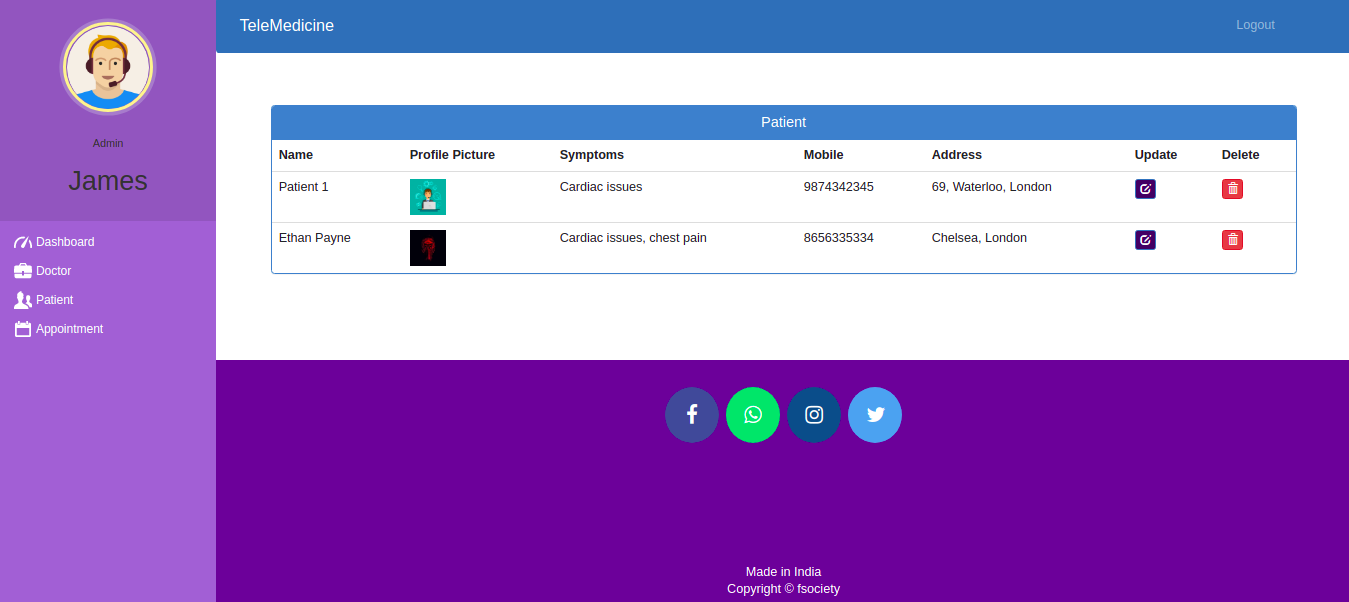 TeleMedicine
Logout
Admin
James
Dashboard
Doctor
Patient
Appointment
Patient
Name Profile Picture Symptoms Mobile Address Update Delete
Patient 1 Cardiac issues 9874342345 69, Waterloo, London
Ethan Payne Cardiac issues, chest pain 8656335334 Chelsea, London
Made in India
Copyright © fsociety